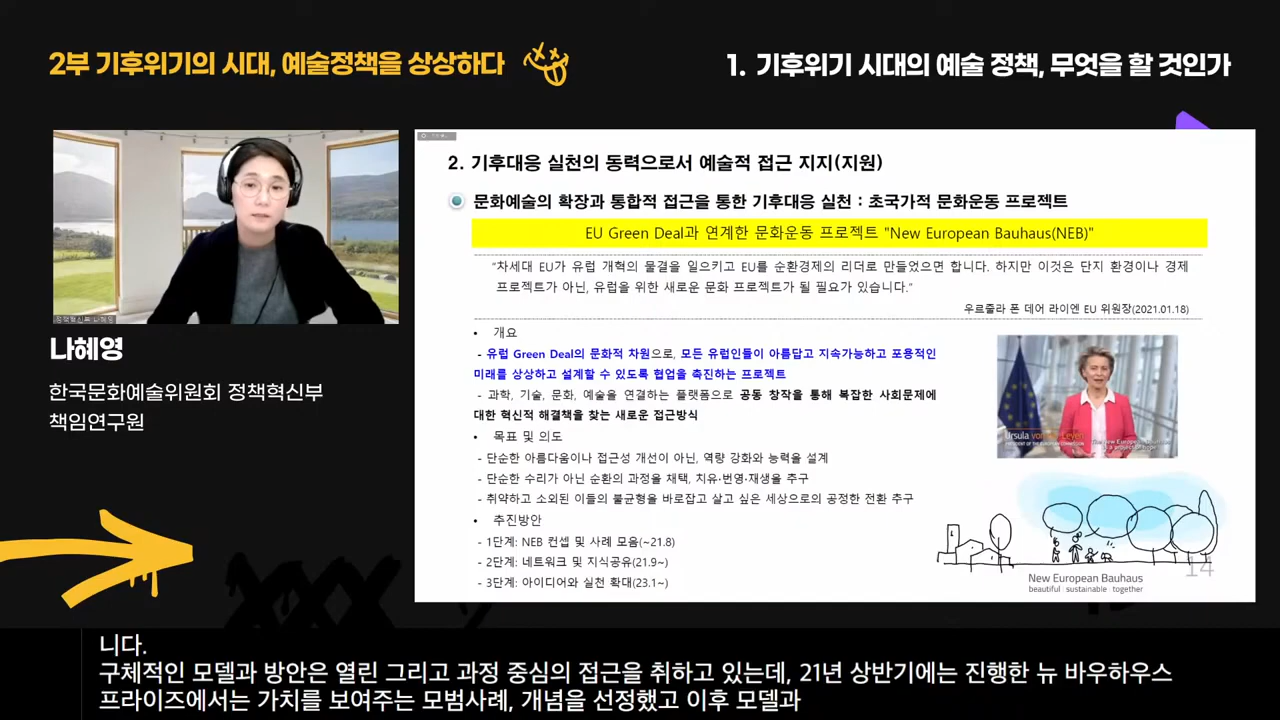 2부 기후위기의 시대, 예술정책을 상상하다
1. 기후위기 시대의 예술 정책, 무엇을 할 것인가
정책혁신부 나혜영
나혜영
한국문화예술위원회 정책혁신부
책임연구원
2. 기후대응 실천의 동력으로서 예술적 접근 지지(지원)
문화예술의 확장과 통합적 접근을 통한 기후대응 실천 : 초국가적 문화운동 프로젝트
EU Green Deal과 연계한 문화운동 프로젝트 "New European Bauhaus(NEB)"
"차세대 EU가 유럽 개혁의 물결을 일으키고 EU를 순환경제의 리더로 만들었으면 합니다. 하지만 이것은 단지 환경이나 경제
프로젝트가 아닌, 유럽을 위한 새로운 문화 프로젝트가 될 필요가 있습니다."
우르줄라 폰 데어 라이엔 EU 위원장(2021.01.18)
• 개요
- 유럽 Green Deal의 문화적 차원으로, 모든 유럽인들이 아름답고 지속가능하고 포용적인
미래를 상상하고 설계할 수 있도록 협업을 촉진하는 프로젝트
- 과학, 기술, 문화, 예술을 연결하는 플랫폼으로 공동 창작을 통해 복잡한 사회문제에
대한 혁신적 해결책을 찾는 새로운 접근방식
• 목표 및 의도
- 단순한 아름다움이나 접근성 개선이 아닌, 역량 강화와 능력을 설계
- 단순한 수리가 아닌 순환의 과정을 채택, 치유·번영·재생을 추구
- 취약하고 소외된 이들의 불균형을 바로잡고 살고 싶은 세상으로의 공정한 전환 추구
• 추진방안
- 1단계: NEB 컨셉 및 사례 모음(~21.8)
- 2단계: 네트워크 및 지식공유(21.9~)
- 3단계: 아이디어와 실천 확대(23.1~)
Ursula von der Leyen
PRESIDENT OF THE EUROPEAN COMMISSION
The New European Bauhaus
is a project of hope
14
New European Bauhaus
beautiful sustainable together
니다.
구체적인 모델과 방안은 열린 그리고 과정 중심의 접근을 취하고 있는데, 21년 상반기에는 진행한 뉴 바우하우스
프라이즈에서는 가치를 보여주는 모범사례, 개념을 선정했고 이후 모델과